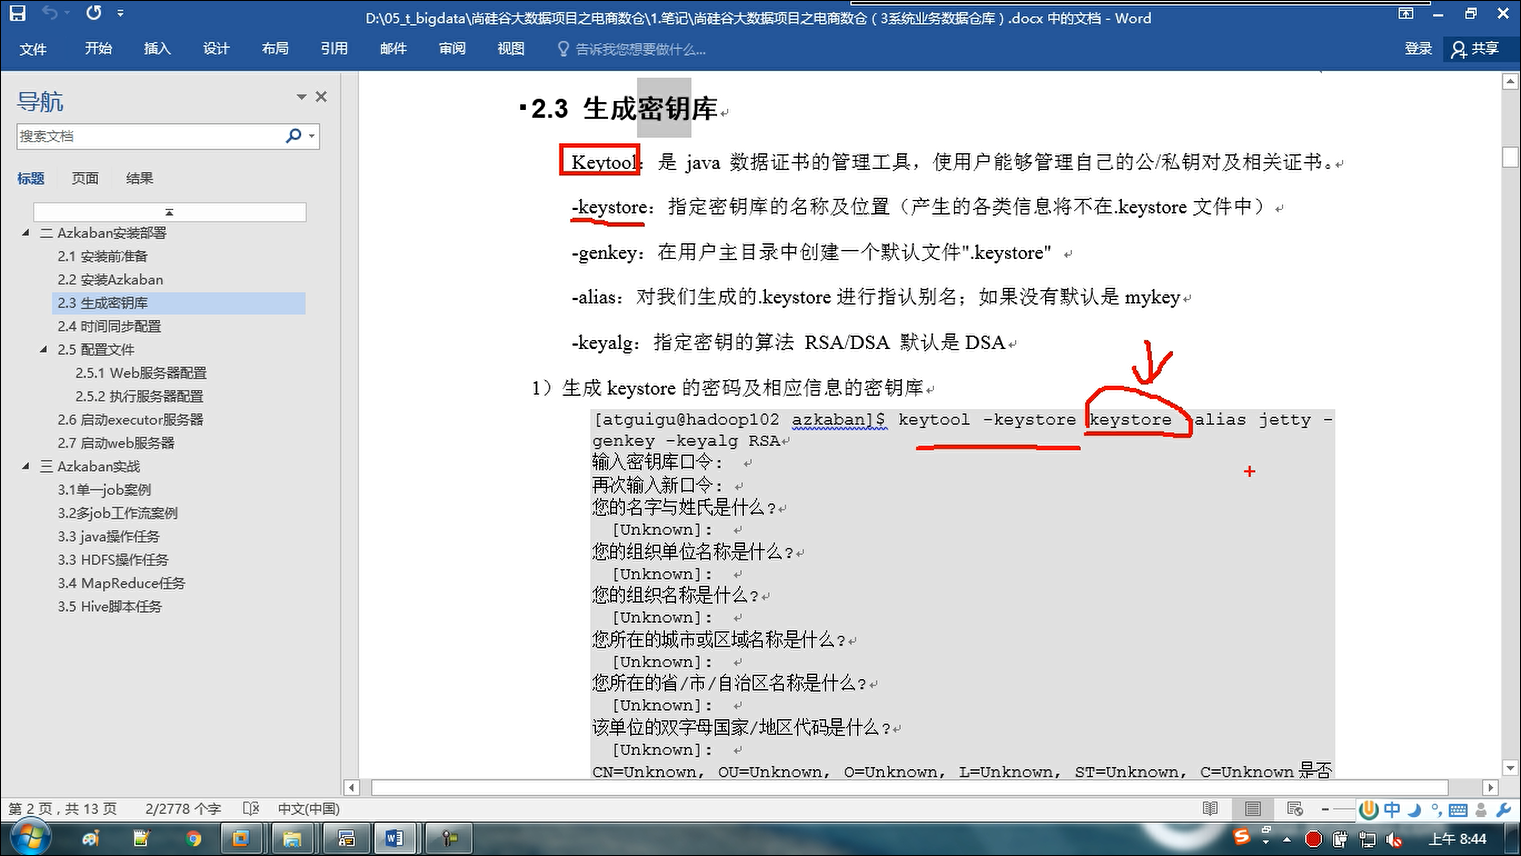 D:\05_t_bigdata\尚硅谷大数据项目之电商数仓\1.笔记\尚硅谷大数据项目之电商数仓（3系统业务数据仓库）.docx 中的文档 - Word
文件 开始 插入 设计 布局 引用 邮件 审阅 视图 告诉我您想要做什么... 登录 共享
导航
搜索文档
标题 页面 结果
二 Azkaban安装部署
2.1 安装前准备
2.2 安装Azkaban
2.3 生成密钥库
2.4 时间同步配置
2.5 配置文件
2.5.1 Web服务器配置
2.5.2 执行服务器配置
2.6 启动executor服务器
2.7 启动web服务器
三 Azkaban实战
3.1单一job案例
3.2多job工作流案例
3.3 java操作任务
3.3 HDFS操作任务
3.4 MapReduce任务
3.5 Hive脚本任务
2.3 生成密钥库
Keytool：是 java 数据证书的管理工具，使用户能够管理自己的公/私钥对及相关证书。
-keystore：指定密钥库的名称及位置（产生的各类信息将不在.keystore 文件中）
-genkey：在用户主目录中创建一个默认文件".keystore"
-alias：对我们生成的.keystore 进行指认别名；如果没有默认是 mykey
-keyalg：指定密钥的算法 RSA/DSA 默认是 DSA
1）生成 keystore 的密码及相应信息的密钥库
[atguigu@hadoop102 azkaban]$ keytool -keystore keystore -alias jetty -
genkey -keyalg RSA
输入密钥库口令:
再次输入新口令:
您的名字与姓氏是什么?
[Unknown]:
您的组织单位名称是什么?
[Unknown]:
您的组织名称是什么?
[Unknown]:
您所在的城市或区域名称是什么?
[Unknown]:
您所在的省/市/自治区名称是什么?
[Unknown]:
该单位的双字母国家/地区代码是什么?
[Unknown]:
CN=Unknown, OU=Unknown, O=Unknown, L=Unknown, ST=Unknown, C=Unknown 是否
第 2 页，共 13 页 2/2778 个字 中文(中国)
中
上午 8:44